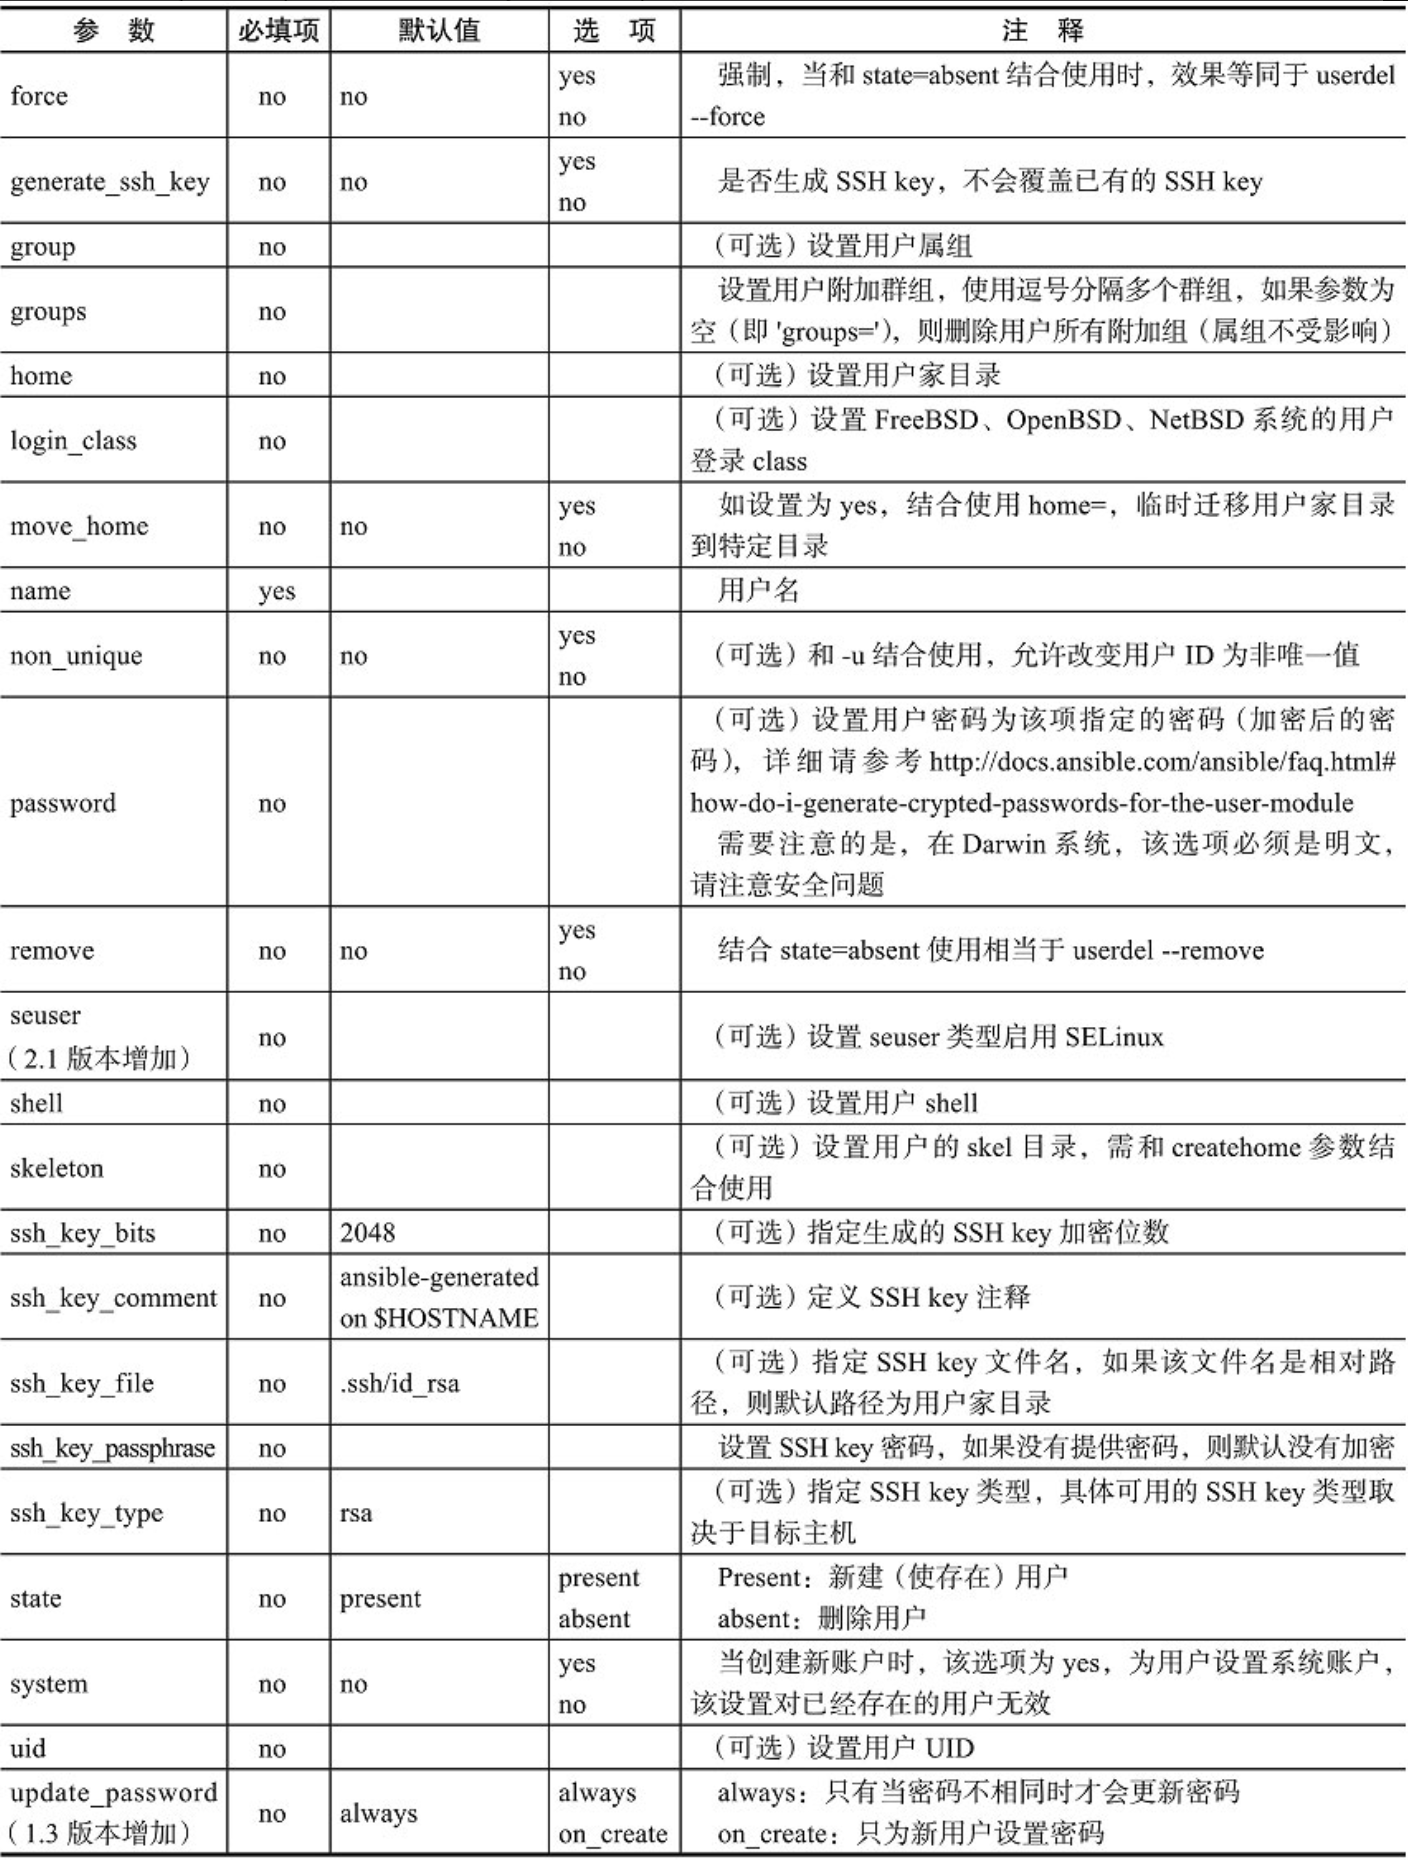 参 数 必填项 默认值 选 项 注 释
force no no yes no 强制，当和 state=absent 结合使用时，效果等同于 userdel
--force
generate_ssh_key no no yes no 是否生成 SSH key，不会覆盖已有的 SSH key
group no （可选）设置用户属组
groups no 设置用户附加群组，使用逗号分隔多个群组，如果参数为
空（即 'groups='），则删除用户所有附加组（属组不受影响）
home no （可选）设置用户家目录
login_class no （可选）设置 FreeBSD、OpenBSD、NetBSD 系统的用户
登录 class
move_home no no yes no 如设置为 yes，结合使用 home=，临时迁移用户家目录
到特定目录
name yes 用户名
non_unique no no yes no （可选）和 -u 结合使用，允许改变用户 ID 为非唯一值
password no （可选）设置用户密码为该项指定的密码（加密后的密
码），详细请参考 http://docs.ansible.com/ansible/faq.html#
how-do-i-generate-crypted-passwords-for-the-user-module
需要注意的是，在 Darwin 系统，该选项必须是明文，
请注意安全问题
remove no no yes no 结合 state=absent 使用相当于 userdel --remove
seuser
（2.1 版本增加） no （可选）设置 seuser 类型启用 SELinux
shell no （可选）设置用户 shell
skeleton no （可选）设置用户的 skel 目录，需和 createhome 参数结
合使用
ssh_key_bits no 2048 （可选）指定生成的 SSH key 加密位数
ssh_key_comment no ansible-generated
on $HOSTNAME （可选）定义 SSH key 注释
ssh_key_file no .ssh/id_rsa （可选）指定 SSH key 文件名，如果该文件名是相对路
径，则默认路径为用户家目录
ssh_key_passphrase no 设置 SSH key 密码，如果没有提供密码，则默认没有加密
ssh_key_type no rsa （可选）指定 SSH key 类型，具体可用的 SSH key 类型取
决于目标主机
state no present present Present：新建（使存在）用户
absent absent：删除用户
system no no yes no 当创建新账户时，该选项为 yes，为用户设置系统账户，
该设置对已经存在的用户无效
uid no （可选）设置用户 UID
update_password no always always always：只有当密码不相同时才会更新密码
（1.3 版本增加） on_create on_create：只为新用户设置密码